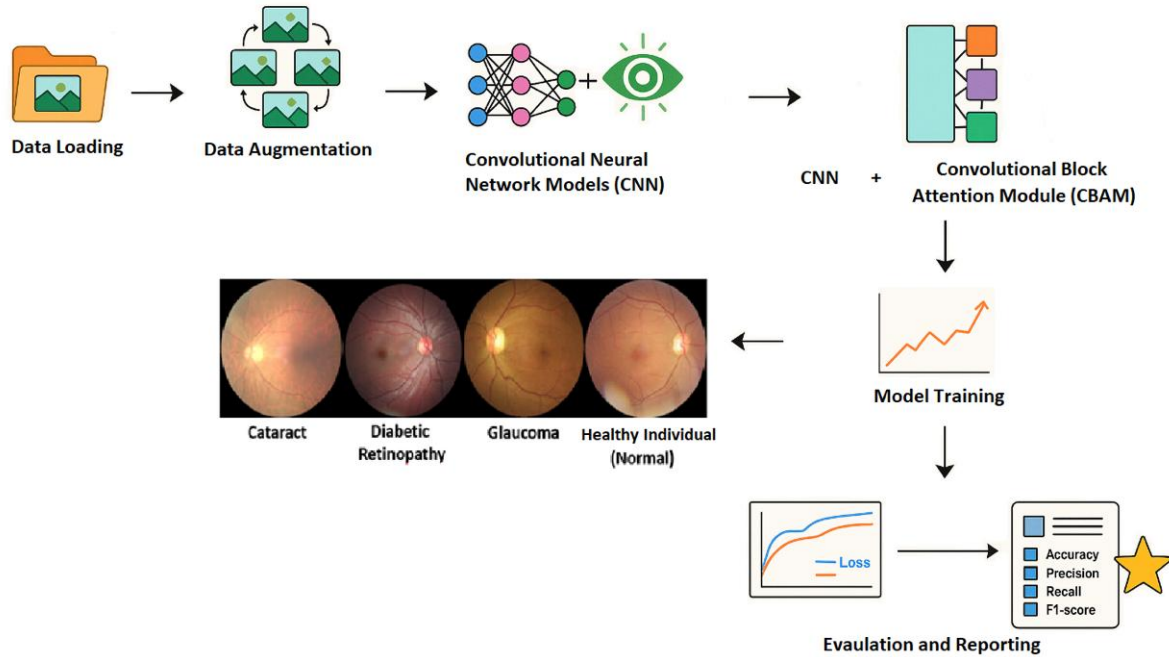 Data Loading
Data Augmentation
Convolutional Neural
Network Models (CNN)
+
CNN +
Convolutional Block
Attention Module (CBAM)
Model Training
Cataract
Diabetic
Retinopathy
Glaucoma
Healthy Individual
(Normal)
Loss
Accuracy
Precision
Recall
F1-score
Evaulation and Reporting